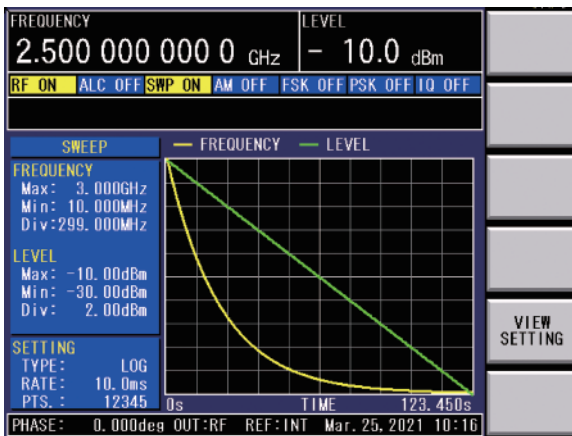 FREQUENCY
2.500 000 000 0 GHz
LEVEL
- 10.0 dBm
RF ON ALC OFF SWP ON AM OFF FSK OFF PSK OFF IQ OFF
SWEEP
FREQUENCY
Max: 3.000GHz
Min: 10.000MHz
Div:299.000MHz
LEVEL
Max: -10.00dBm
Min: -30.00dBm
Div: 2.00dBm
SETTING
TYPE: LOG
RATE: 10.0ms
PTS.: 12345
FREQUENCY LEVEL
0s TIME 123.450s
VIEW
SETTING
PHASE: 0.000deg OUT:RF REF:INT Mar.25,2021 10:16